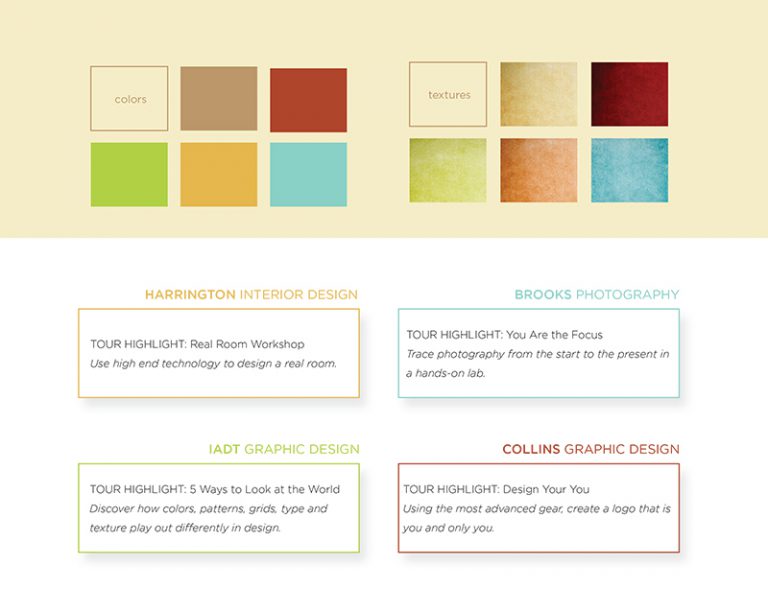 colors
textures
HARRINGTON INTERIOR DESIGN
TOUR HIGHLIGHT: Real Room Workshop
Use high end technology to design a real room.
BROOKS PHOTOGRAPHY
TOUR HIGHLIGHT: You Are the Focus
Trace photography from the start to the present in
a hands-on lab.
IADT GRAPHIC DESIGN
TOUR HIGHLIGHT: 5 Ways to Look at the World
Discover how colors, patterns, grids, type and
texture play out differently in design.
COLLINS GRAPHIC DESIGN
TOUR HIGHLIGHT: Design Your You
Using the most advanced gear, create a logo that is
you and only you.